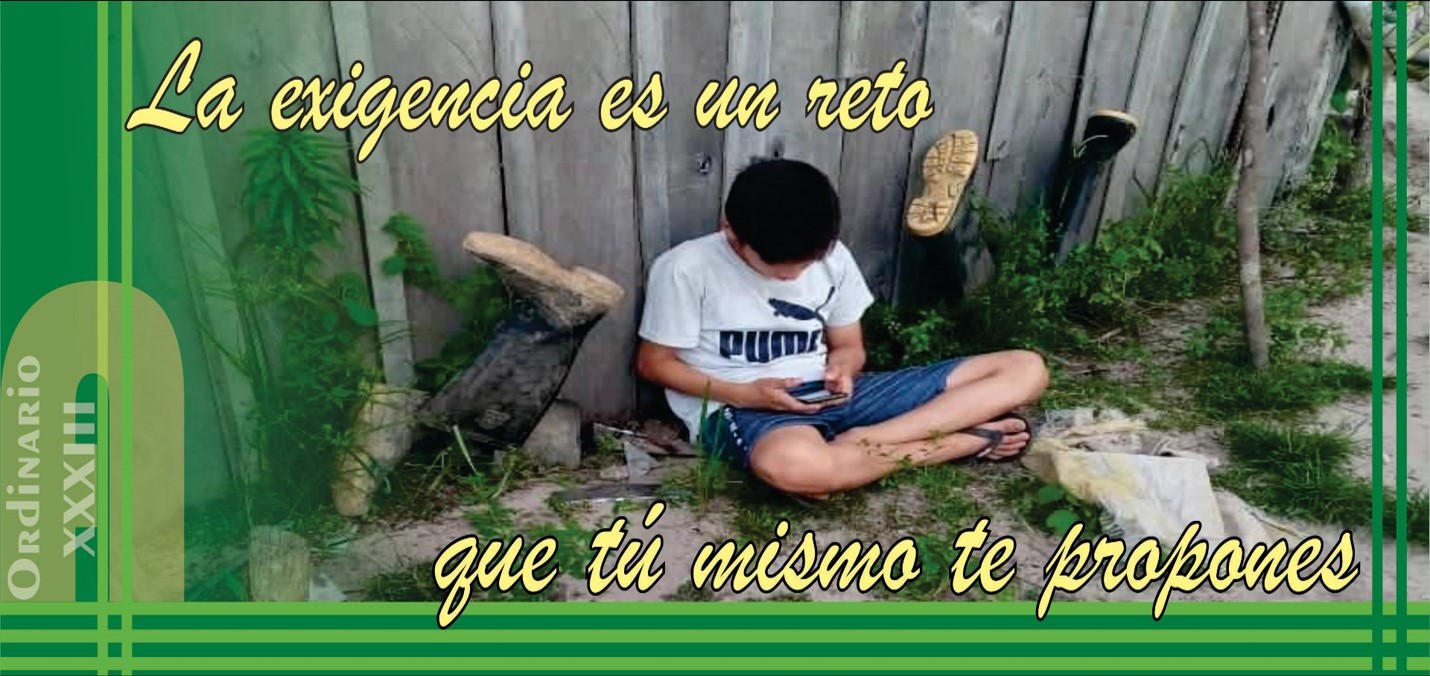 La exigencia es un reto
PUMA
que tú mismo te propones
Ordinario
XXXIII